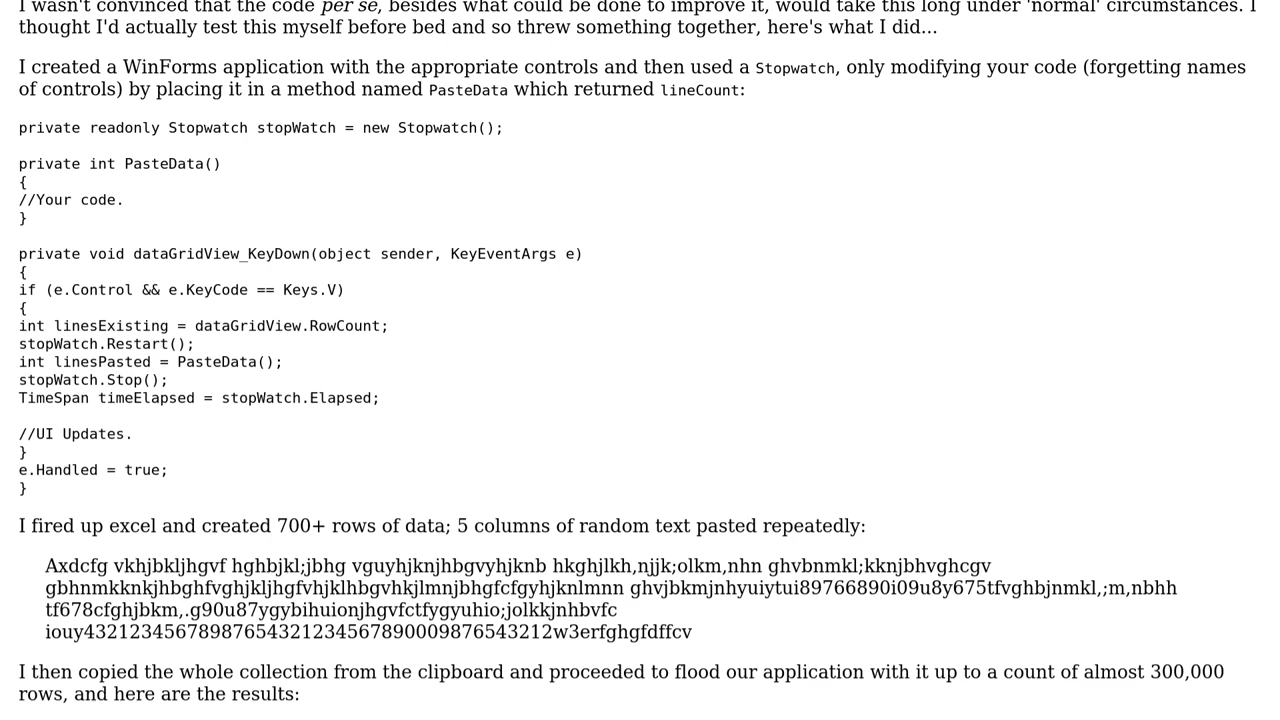 I wasn't convinced that the code per se, besides what could be done to improve it, would take this long under 'normal' circumstances. I
thought I'd actually test this myself before bed and so threw something together, here's what I did...
I created a WinForms application with the appropriate controls and then used a Stopwatch, only modifying your code (forgetting names
of controls) by placing it in a method named PasteData which returned lineCount:
private readonly Stopwatch stopWatch = new Stopwatch();
private int PasteData()
{
//Your code.
}
private void dataGridView_KeyDown(object sender, KeyEventArgs e)
{
if (e.Control && e.KeyCode == Keys.V)
{
int linesExisting = dataGridView.RowCount;
stopWatch.Restart();
int linesPasted = PasteData();
stopWatch.Stop();
TimeSpan timeElapsed = stopWatch.Elapsed;
//UI Updates.
}
e.Handled = true;
}
I fired up excel and created 700+ rows of data; 5 columns of random text pasted repeatedly:
Axdcfg vkhjbkljhgvf hghbjkl;jbhg vguyhjknjhbgvyhjknb hkghjlkh,njjk;olkm,nhn ghvbnmkl;kknjbhvghcgv
gbhnmkknkjhbghfvghjkljhgfvhjklhbgvhkjlmnjbhgfcfgyhjknlmnn ghvjbkmjnhyuiytui89766890i09u8y675tfvghbjnmkl,;m,nbhh
tf678cfghjbkm,.g90u87ygybihuionjhgvfctfygyuhio;jolkkjnhbvfc
iouy43212345678987654321234567890009876543212w3erfghgfdffcv
I then copied the whole collection from the clipboard and proceeded to flood our application with it up to a count of almost 300,000
rows, and here are the results: